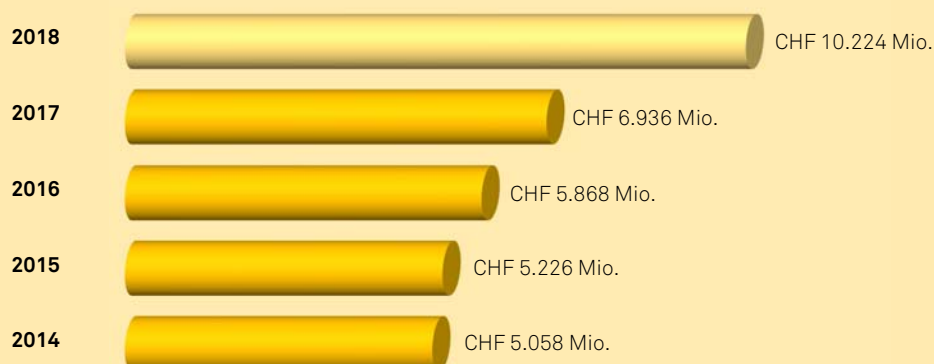 2018 CHF 10.224 Mio.
2017 CHF 6.936 Mio.
2016 CHF 5.868 Mio.
2015 CHF 5.226 Mio.
2014 CHF 5.058 Mio.